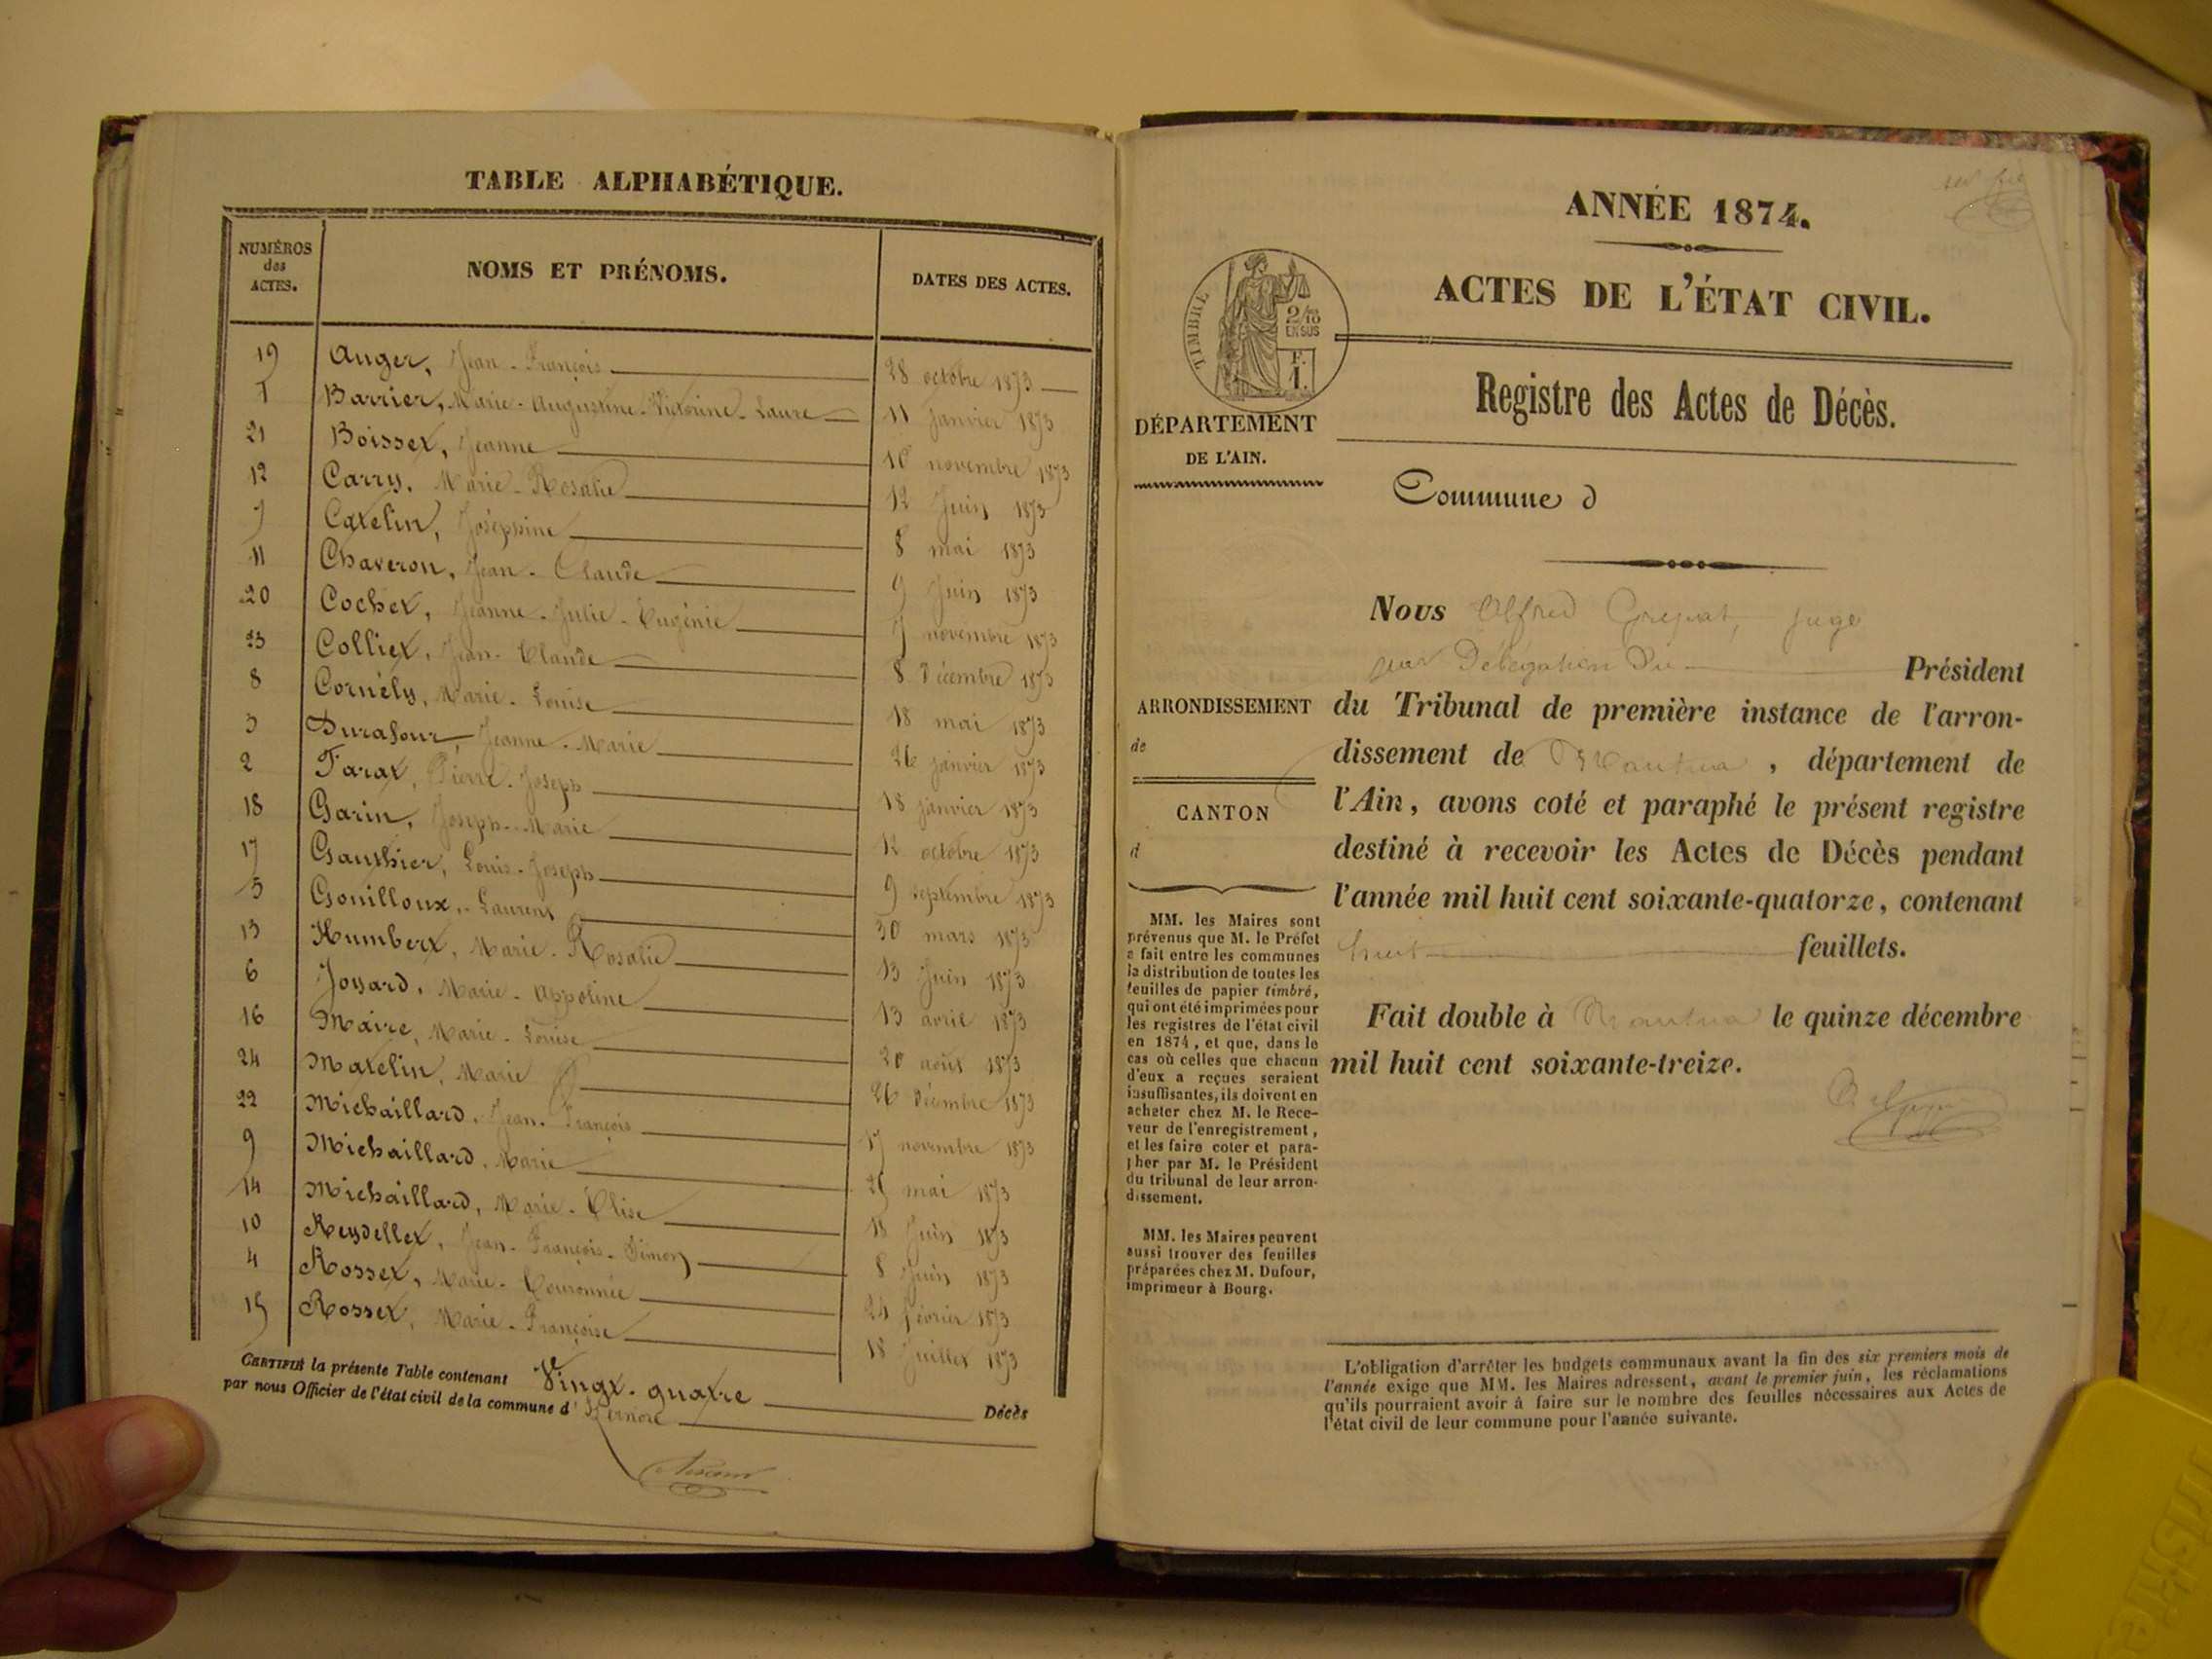 TABLE ALPHABÉTIQUE.
NUMÉROS des ACTES. NOMS ET PRÉNOMS. DATES DES ACTES.
19 Auger, Jean-François 28 octobre 1873
1 Barrier, Marie-Augustine-Victorine-Laure 11 janvier 1873
21 Boisset, Jeanne 10 novembre 1873
12 Carry, Marie-Rosalie 12 Juin 1873
7 Catelin, Joséphine 8 mai 1873
11 Chaveron, Jean-Claude 9 Juin 1873
20 Cochet, Jeanne-Julie-Eugénie 7 novembre 1873
23 Colliet, Jean-Claude 8 Décembre 1873
8 Cornély, Marie-Louise 18 mai 1873
3 Durafour, Jeanne-Marie 26 janvier 1873
2 Farat, Pierre-Joseph 18 janvier 1873
18 Garin, Joseph-Marie 12 octobre 1873
17 Gauthier, Louis-Joseph 9 septembre 1873
5 Gouilloux, Laurent 30 mars 1873
13 Humbert, Marie-Rosalie 13 Juin 1873
6 Joyard, Marie-Appoline 13 avril 1873
16 Maire, Marie-Louise 20 août 1873
24 Matelin, Marie 26 Décembre 1873
22 Michaillard, Jean-François 17 novembre 1873
9 Michaillard, Marie 25 mai 1873
14 Michaillard, Marie-Elise 18 Juin 1873
10 Reydellet, Jean-François-Simon 8 Juin 1873
4 Rosset, Marie-Couronnée 24 février 1873
15 Rosset, Marie-Françoise 18 Juillet 1873
CERTIFIÉ la présente Table contenant Vingt-quatre Décès
par nous Officier de l'état civil de la commune d'
ANNÉE 1874.
ACTES DE L'ÉTAT CIVIL.
TIMBRE
2/10
EN SUS
F.
1.
Registre des Actes de Décès.
DÉPARTEMENT
DE L'AIN.
Commune d
Nous Alfred juge
par Délégation du Président
ARRONDISSEMENT
de
CANTON
d
du Tribunal de première instance de l'arron-
dissement de Nantua, département de
l'Ain, avons coté et paraphé le présent registre
destiné à recevoir les Actes de Décès pendant
l'année mil huit cent soixante-quatorze, contenant
huit feuillets.
Fait double à Nantua le quinze décembre
mil huit cent soixante-treize.
MM. les Maires sont
prévenus que M. le Préfet
a fait entre les communes
la distribution de toutes les
feuilles de papier timbré,
qui ont été imprimées pour
les registres de l'état civil
en 1874, et que, dans le
cas où celles que chacun
d'eux a reçues seraient
insuffisantes, ils doivent en
acheter chez M. le Rece-
veur de l'enregistrement,
et les faire coter et para-
pher par M. le Président
du tribunal de leur arron-
dissement.
MM. les Maires peuvent
aussi trouver des feuilles
préparées chez M. Dufour,
imprimeur à Bourg.
L'obligation d'arrêter les budgets communaux avant la fin des six premiers mois de
l'année exige que MM. les Maires adressent, avant le premier juin, les réclamations
qu'ils pourraient avoir à faire sur le nombre des feuilles nécessaires aux Actes de
l'état civil de leur commune pour l'année suivante.